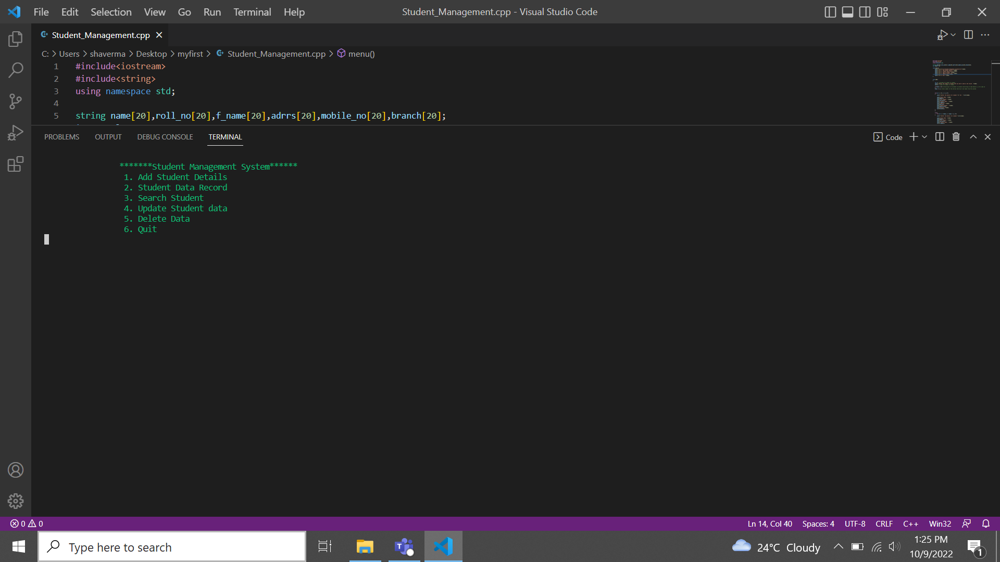 File Edit Selection View Go Run Terminal Help Student_Management.cpp - Visual Studio Code
Student_Management.cpp
C: > Users > shaverma > Desktop > myfirst > Student_Management.cpp > menu()
1 #include<iostream>
2 #include<string>
3 using namespace std;
4
5 string name[20],roll_no[20],f_name[20],adrrs[20],mobile_no[20],branch[20];
PROBLEMS OUTPUT DEBUG CONSOLE TERMINAL Code
*******Student Management System******
1. Add Student Details
2. Student Data Record
3. Search Student
4. Update Student data
5. Delete Data
6. Quit
0 0 Ln 14, Col 40 Spaces: 4 UTF-8 CRLF C++ Win32
Type here to search
24°C Cloudy
1:25 PM
10/9/2022
1